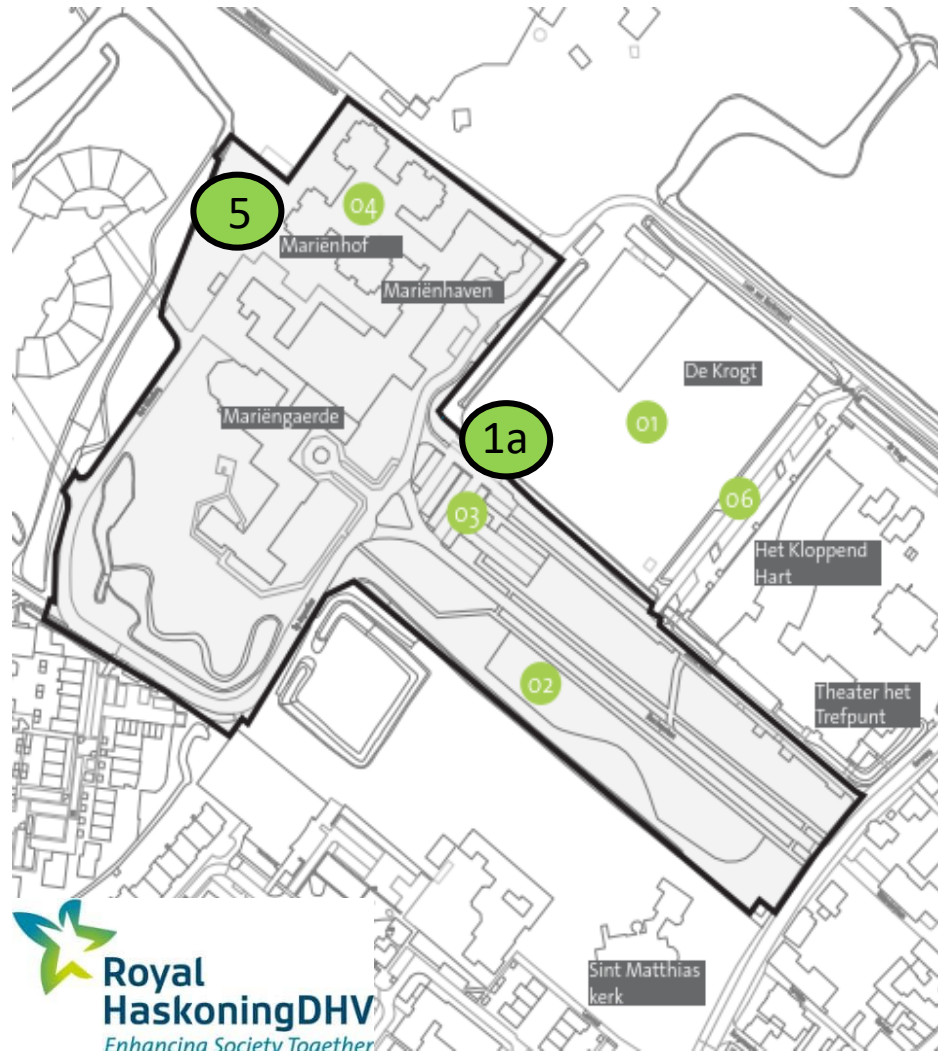 5
04
Mariënhof
Mariënhaven
De Krogt
Mariëngaerde
01
1a
03
06
Het Kloppend
Hart
02
Theater het
Trefpunt
Sint Matthias
kerk
Royal
HaskoningDHV
Enhancing Society Together